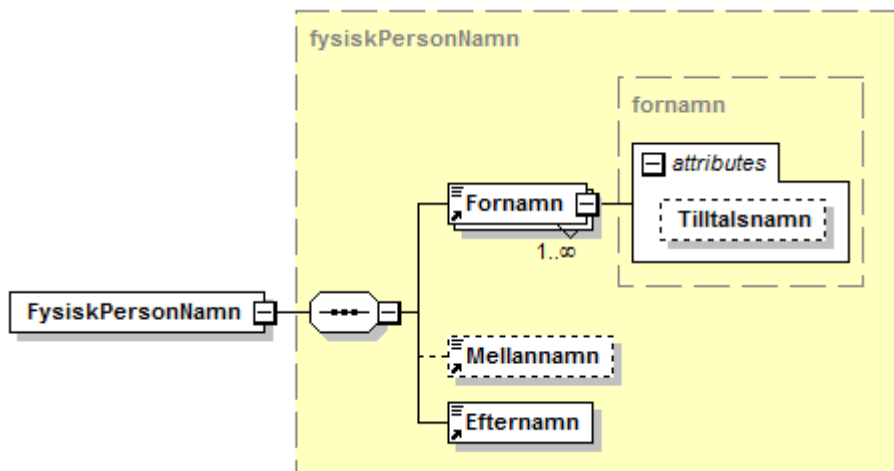 fysiskPersonNamn
fornamn
attributes
Fornamn
Tilltalsnamn
1..∞
FysiskPersonNamn
Mellannamn
Efternamn